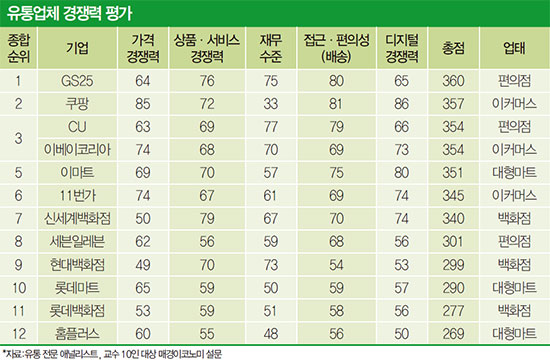 유통업체 경쟁력 평가
종합 순위 기업 가격 경쟁력 상품·서비스 경쟁력 재무 수준 접근·편의성 (배송) 디지털 경쟁력 총점 업태
1 GS25 64 76 75 80 65 360 편의점
2 쿠팡 85 72 33 81 86 357 이커머스
3 CU 63 69 77 79 66 354 편의점
이베이코리아 74 68 70 69 73 354 이커머스
5 이마트 69 70 57 75 80 351 대형마트
6 11번가 74 67 61 69 74 345 이커머스
7 신세계백화점 50 79 67 70 74 340 백화점
8 세븐일레븐 62 56 59 68 56 301 편의점
9 현대백화점 49 70 73 54 53 299 백화점
10 롯데마트 65 59 50 59 57 290 대형마트
11 롯데백화점 53 59 51 58 56 277 백화점
12 홈플러스 60 55 48 56 50 269 대형마트
*자료:유통 전문 애널리스트, 교수 10인 대상 매경이코노미 설문